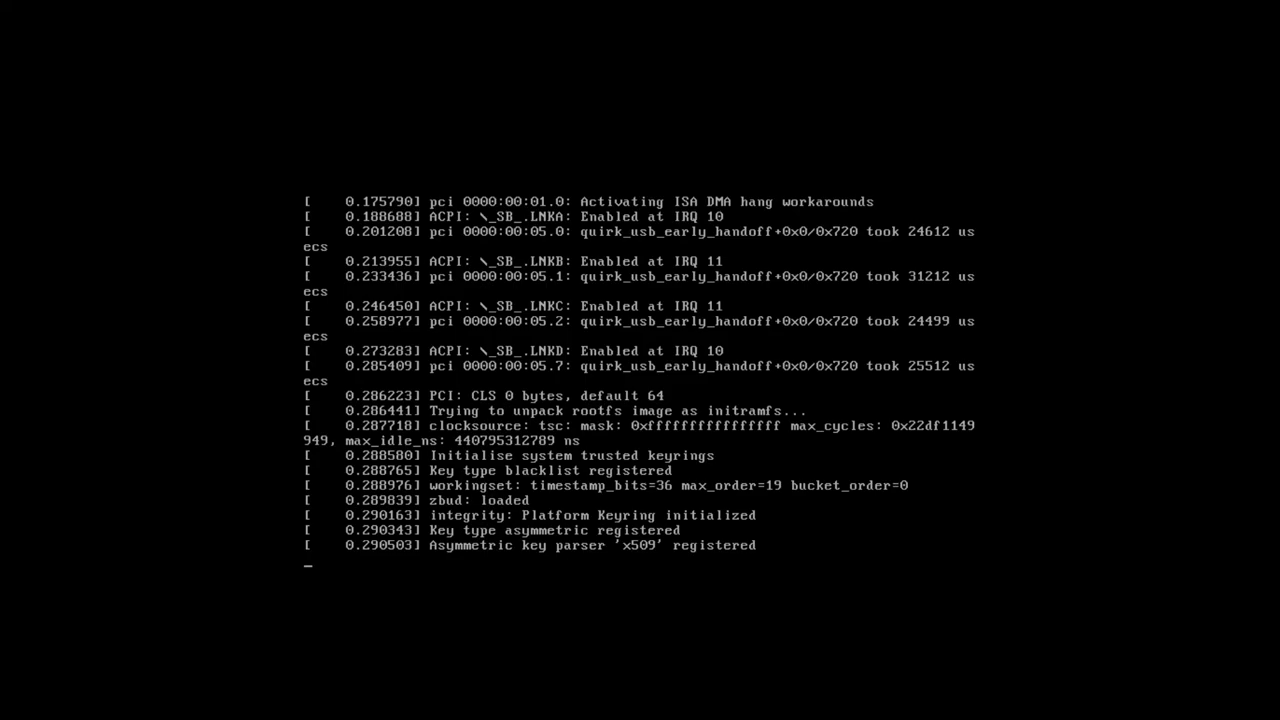 [    0.175790] pci 0000:00:01.0: Activating ISA DMA hang workarounds
[    0.188688] ACPI: \_SB_.LNKA: Enabled at IRQ 10
[    0.201208] pci 0000:00:05.0: quirk_usb_early_handoff+0x0/0x720 took 24612 us
ecs
[    0.213955] ACPI: \_SB_.LNKB: Enabled at IRQ 11
[    0.233436] pci 0000:00:05.1: quirk_usb_early_handoff+0x0/0x720 took 31212 us
ecs
[    0.246450] ACPI: \_SB_.LNKC: Enabled at IRQ 11
[    0.258977] pci 0000:00:05.2: quirk_usb_early_handoff+0x0/0x720 took 24499 us
ecs
[    0.273283] ACPI: \_SB_.LNKD: Enabled at IRQ 10
[    0.285409] pci 0000:00:05.7: quirk_usb_early_handoff+0x0/0x720 took 25512 us
ecs
[    0.286223] PCI: CLS 0 bytes, default 64
[    0.286441] Trying to unpack rootfs image as initramfs...
[    0.287718] clocksource: tsc: mask: 0xffffffffffffffff max_cycles: 0x22df1149
949, max_idle_ns: 440795312789 ns
[    0.288580] Initialise system trusted keyrings
[    0.288765] Key type blacklist registered
[    0.288976] workingset: timestamp_bits=36 max_order=19 bucket_order=0
[    0.289839] zbud: loaded
[    0.290163] integrity: Platform Keyring initialized
[    0.290343] Key type asymmetric registered
[    0.290503] Asymmetric key parser 'x509' registered
_